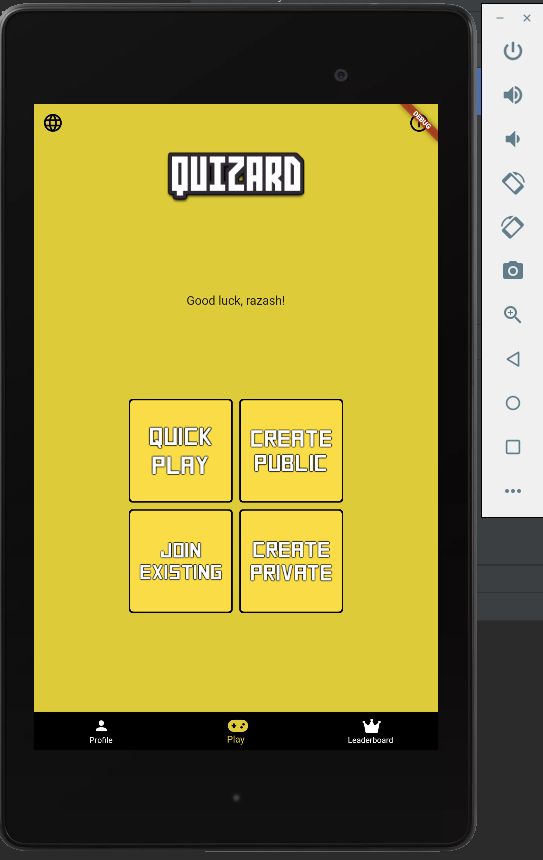 DEBUG
QUIZARD
Good luck, razash!
QUICK
PLAY
CREATE
PUBLIC
JOIN
EXISTING
CREATE
PRIVATE
Profile
Play
Leaderboard